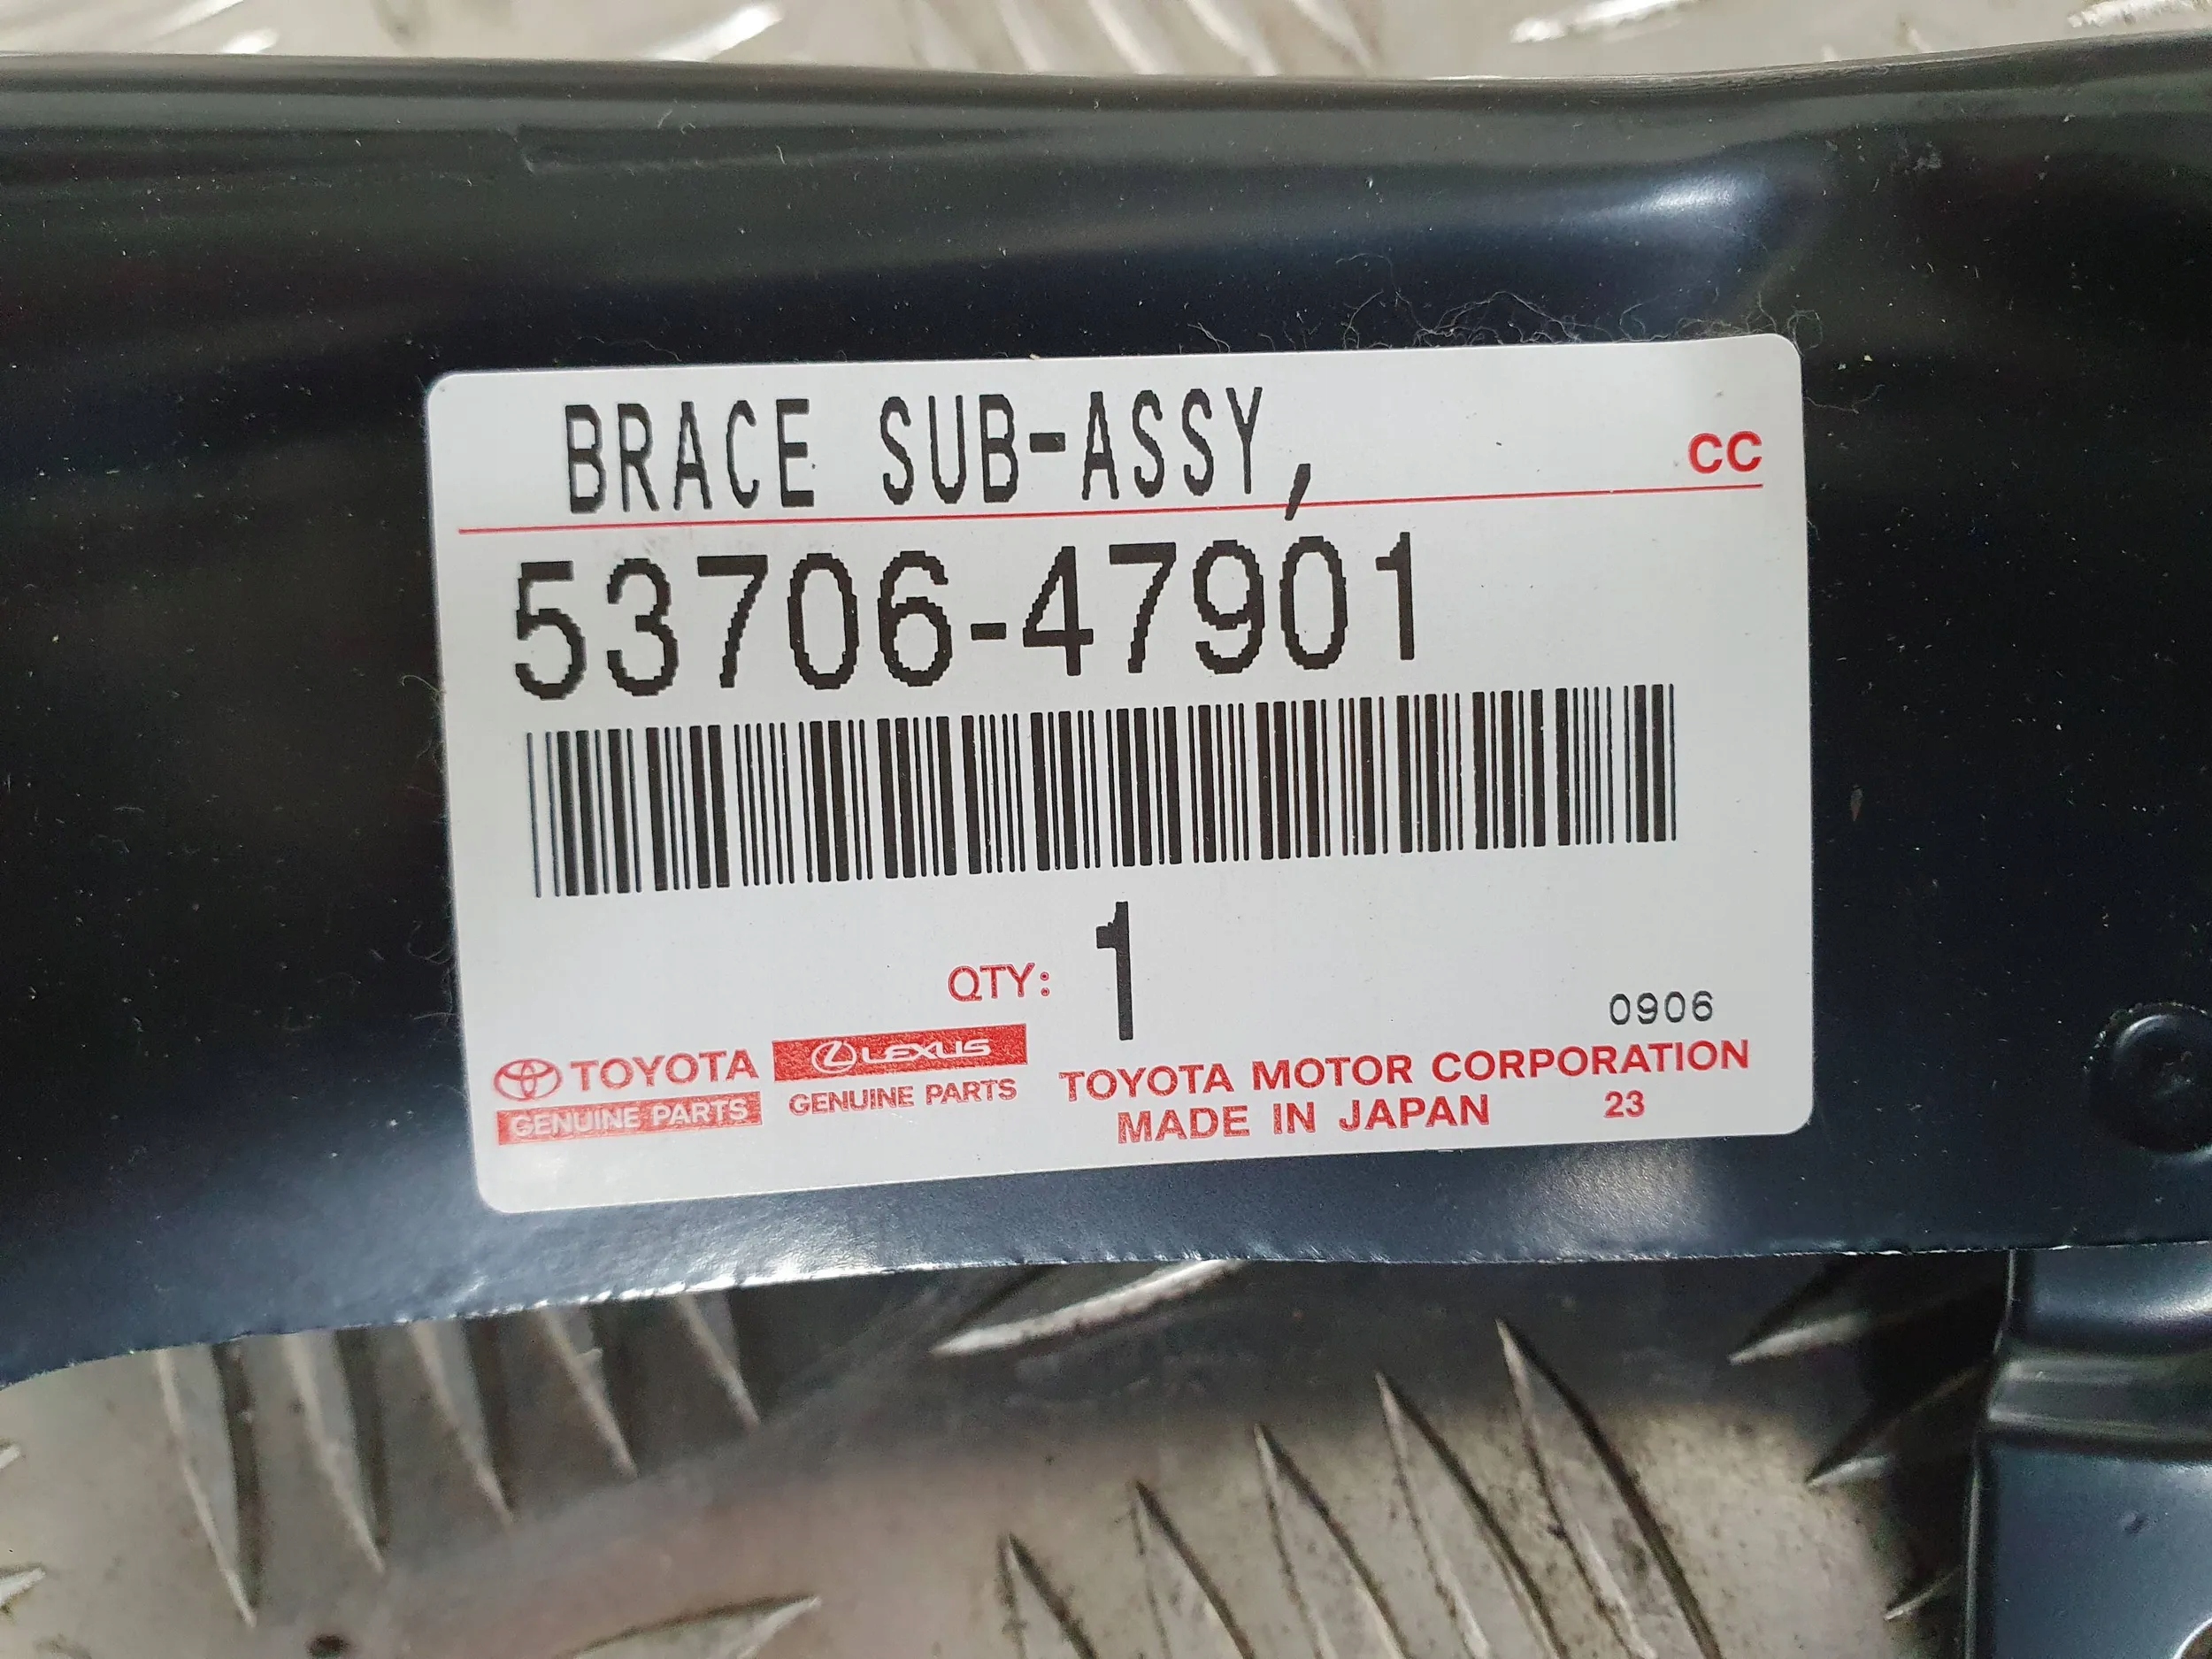 BRACE SUB-ASSY,
CC
53706-47901
QTY: 1
0906
TOYOTA
GENUINE PARTS
LEXUS
GENUINE PARTS
TOYOTA MOTOR CORPORATION
MADE IN JAPAN 23